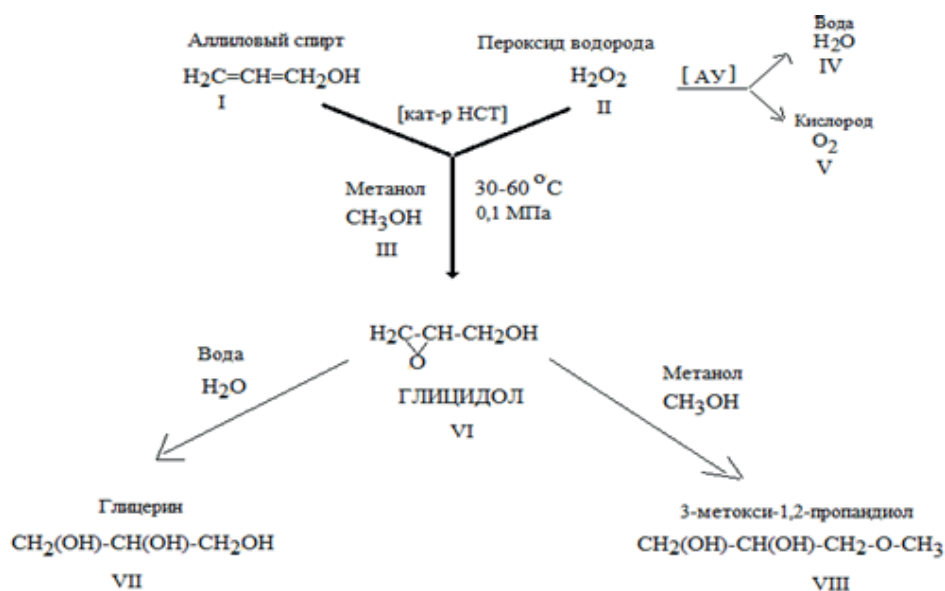 Аллиловый спирт
H₂C=CH=CH₂OH
I
Пероксид водорода
H₂O₂
II
[кат-р НСТ]
[ АУ ]
Вода
H₂O
IV
Кислород
O₂
V
Метанол
CH₃OH
III
30-60 °C
0,1 МПа
H₂C-CH-CH₂OH
O
ГЛИЦИДОЛ
VI
Вода
H₂O
Метанол
CH₃OH
Глицерин
CH₂(OH)-CH(OH)-CH₂OH
VII
3-метокси-1,2-пропандиол
CH₂(OH)-CH(OH)-CH₂-O-CH₃
VIII